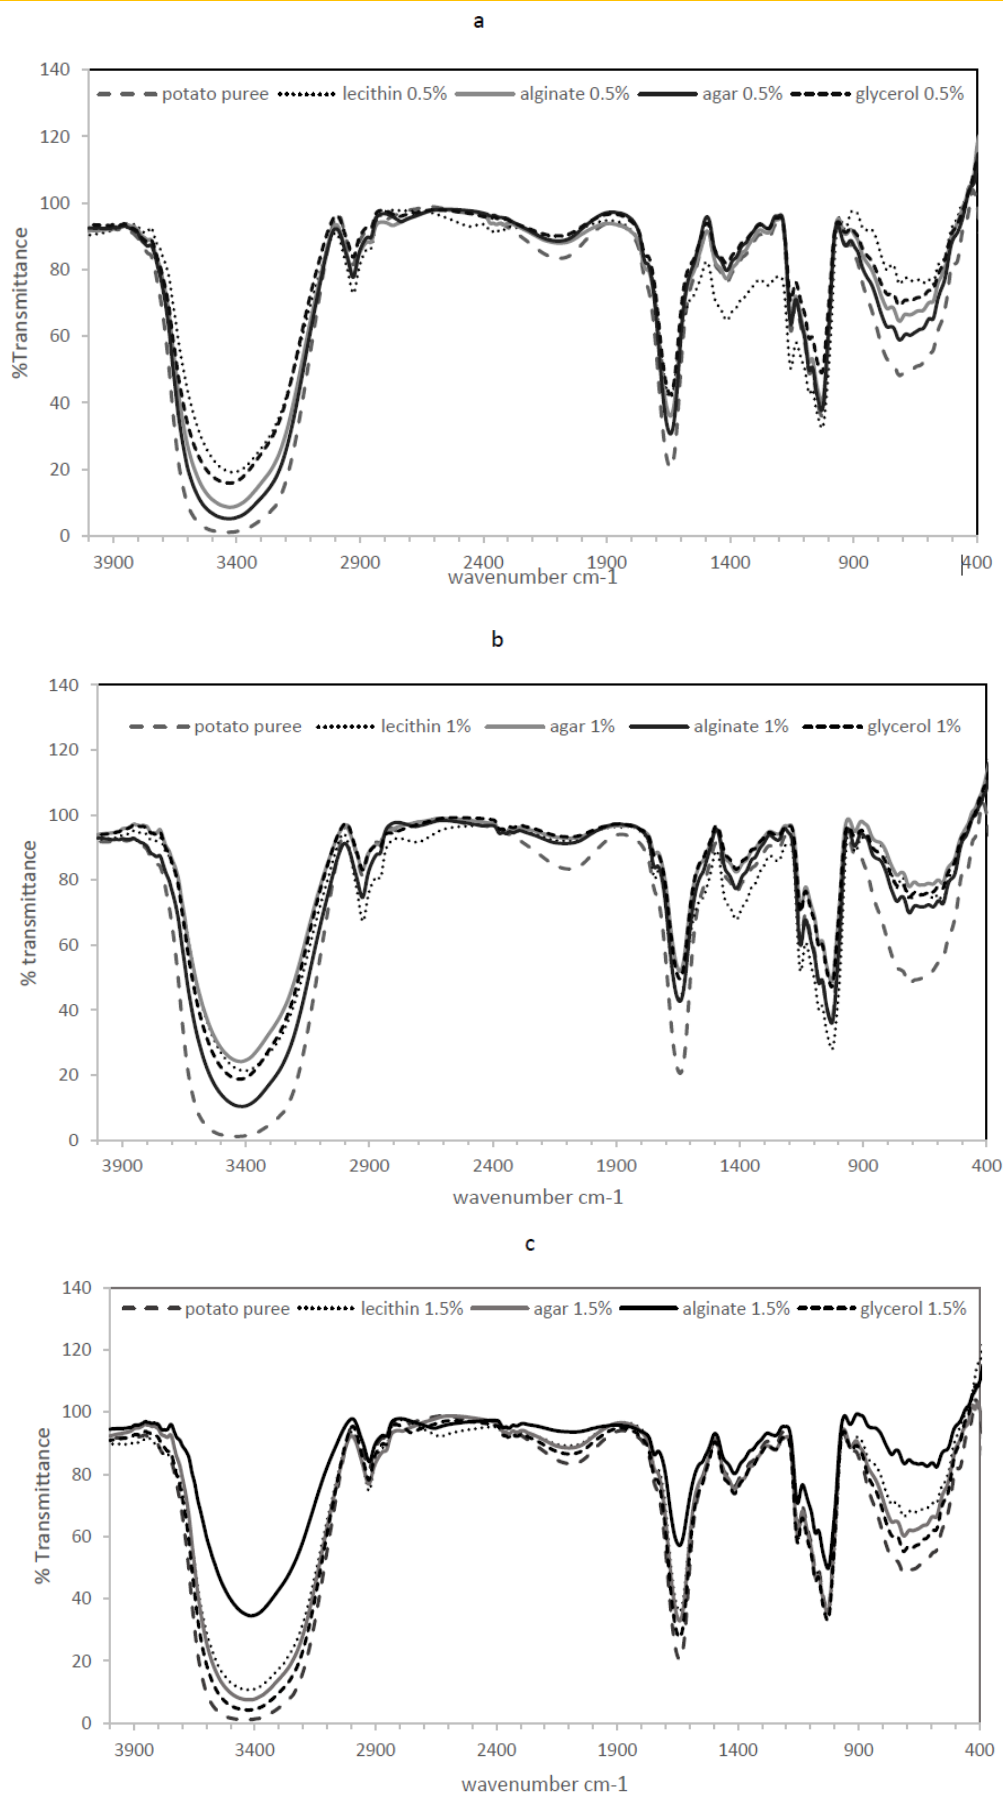 a
140
potato puree lecithin 0.5% alginate 0.5% agar 0.5% glycerol 0.5%
120
100
80
60
40
20
0
%Transmittance
3900 3400 2900 2400 1900 1400 900 400
wavenumber cm-1
b
140
potato puree lecithin 1% agar 1% alginate 1% glycerol 1%
120
100
80
60
40
20
0
% transmittance
3900 3400 2900 2400 1900 1400 900 400
wavenumber cm-1
c
140
potato puree lecithin 1.5% agar 1.5% alginate 1.5% glycerol 1.5%
120
100
80
60
40
20
0
% Transmittance
3900 3400 2900 2400 1900 1400 900 400
wavenumber cm-1